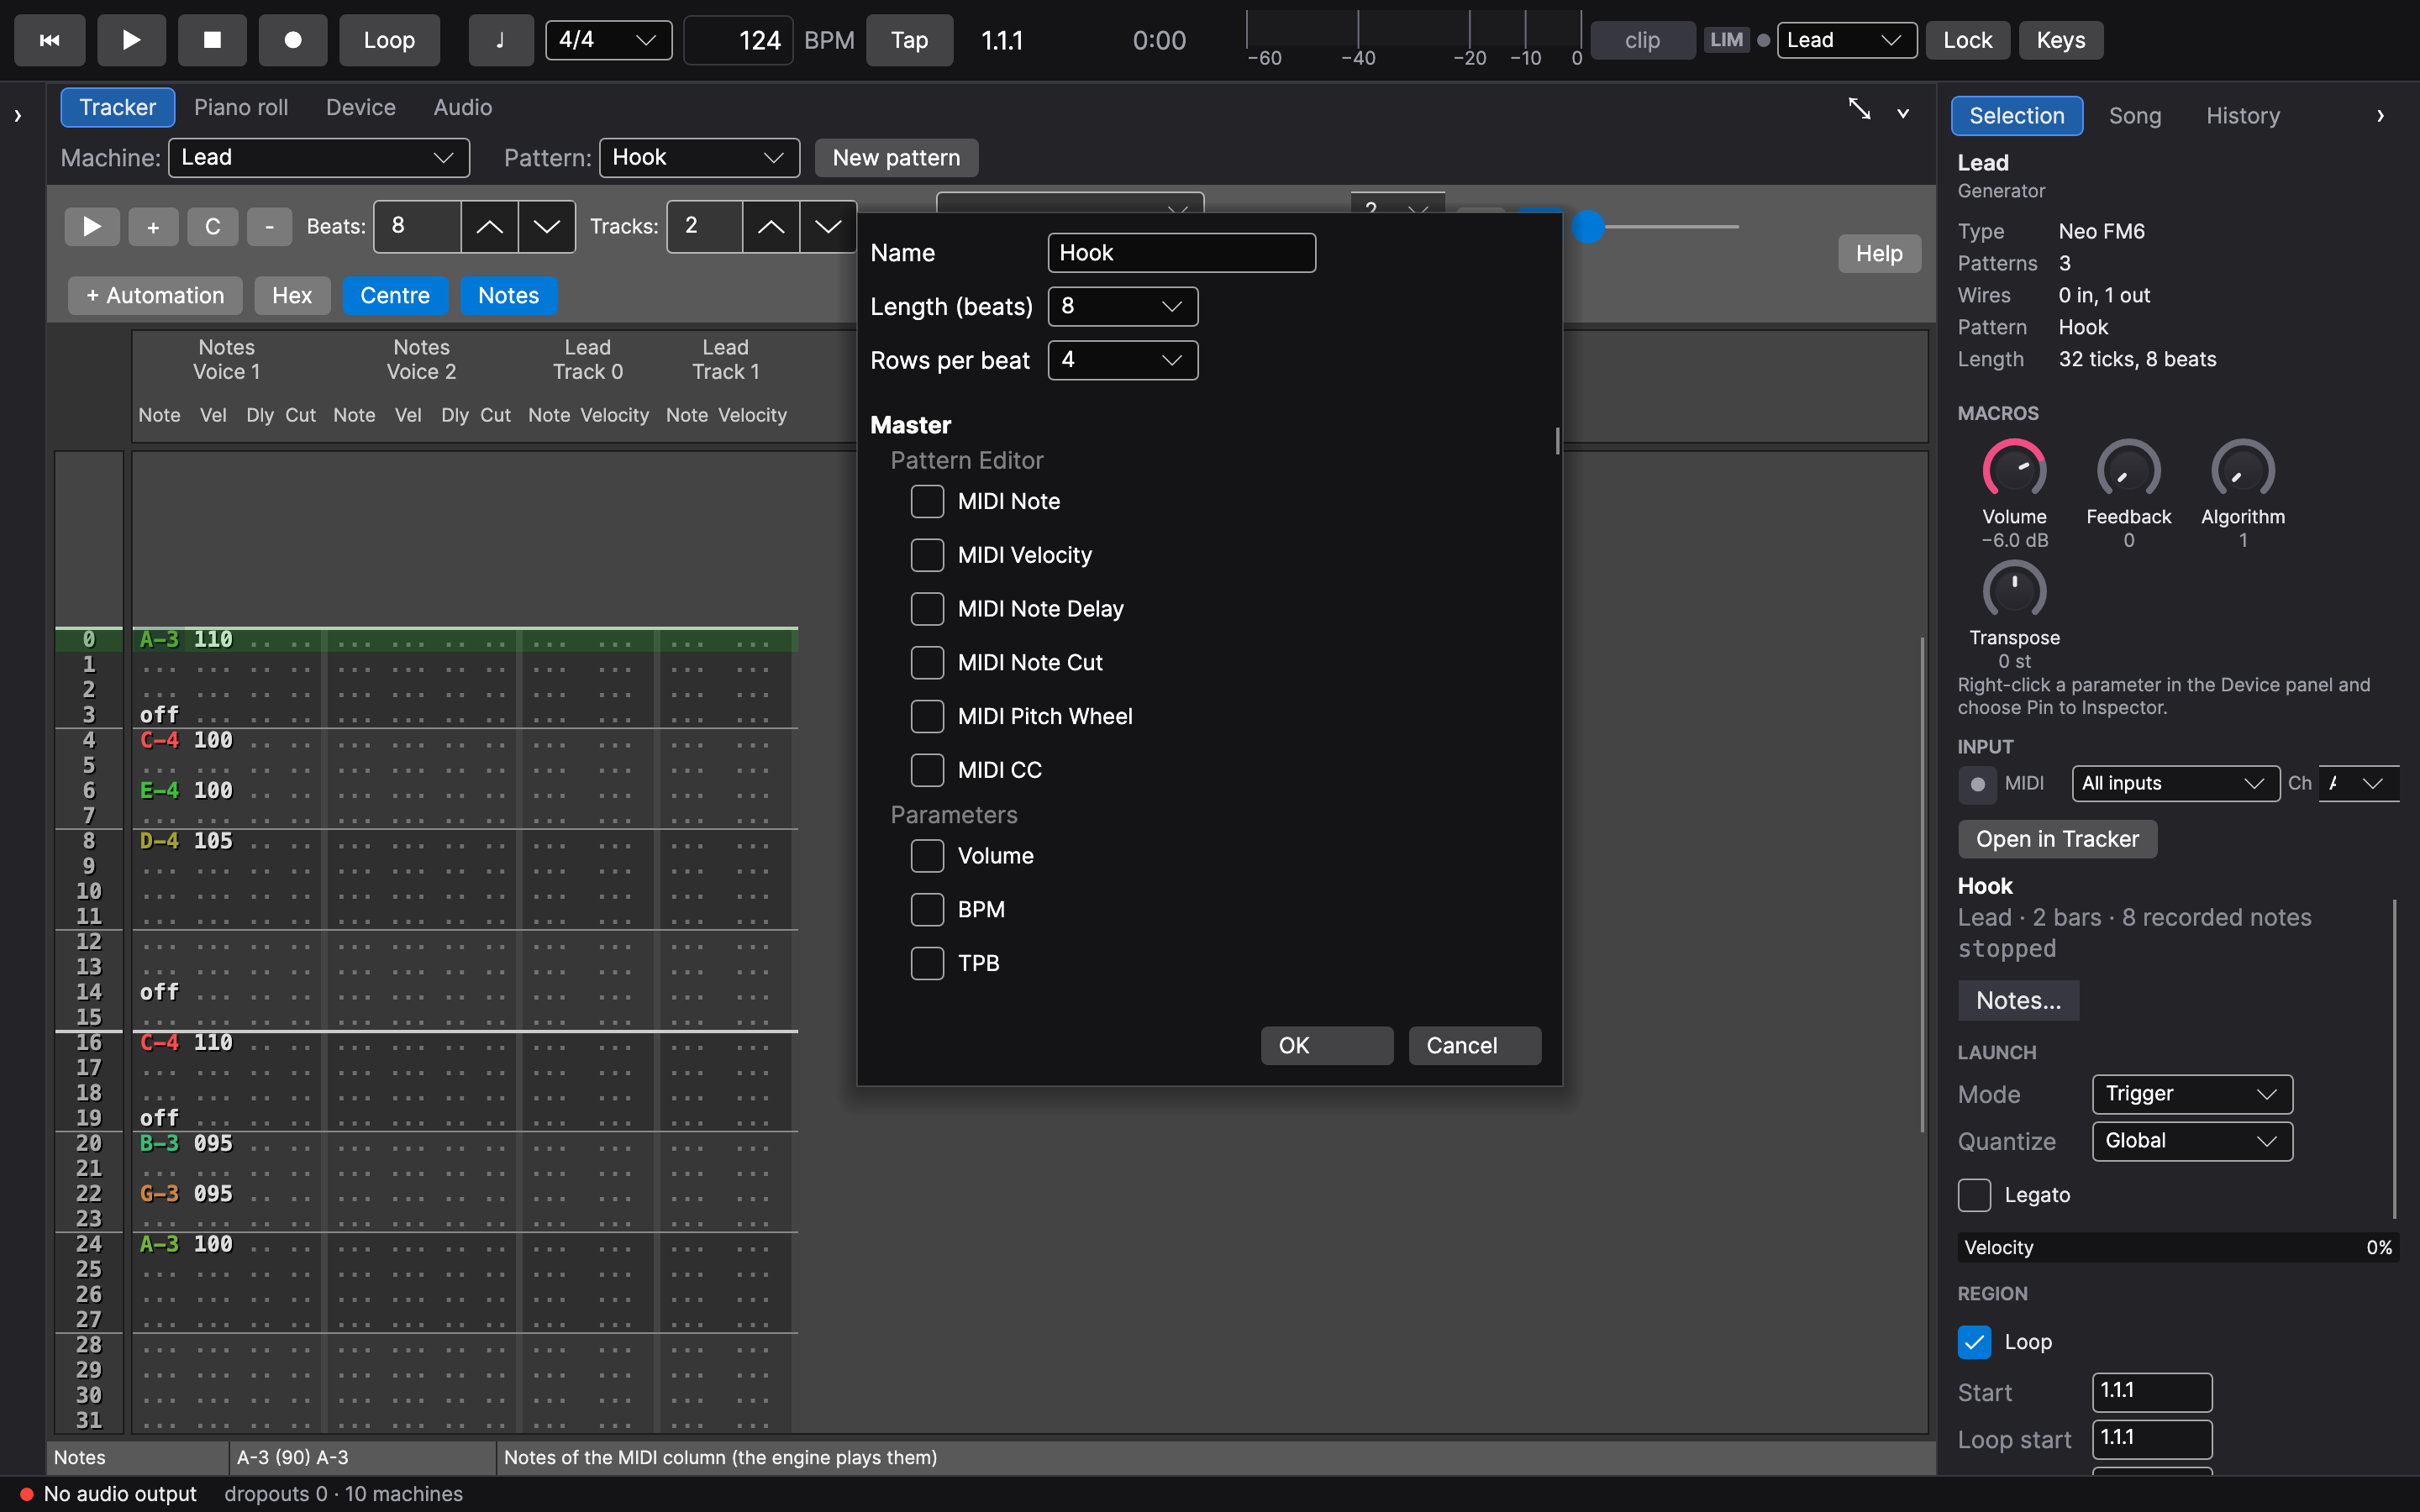 Loop 4/4 124 BPM Tap 1.1.1 0:00 −60 −40 −20 −10 0 clip LIM Lead Lock Keys
Tracker Piano roll Device Audio
Machine: Lead Pattern: Hook New pattern
+ C - Beats: 8 Tracks: 2 2 Help
+ Automation Hex Centre Notes
Notes Notes Lead Lead
Voice 1 Voice 2 Track 0 Track 1
Note Vel Dly Cut Note Vel Dly Cut Note Velocity Note Velocity
0 A-3 110
1
2
3 off
4 C-4 100
5
6 E-4 100
7
8 D-4 105
9
10
11
12
13
14 off
15
16 C-4 110
17
18
19 off
20 B-3 095
21
22 G-3 095
23
24 A-3 100
25
26
27
28
29
30
31
Notes A-3 (90) A-3 Notes of the MIDI column (the engine plays them)
No audio output dropouts 0 · 10 machines
Name Hook
Length (beats) 8
Rows per beat 4
Master
Pattern Editor
MIDI Note
MIDI Velocity
MIDI Note Delay
MIDI Note Cut
MIDI Pitch Wheel
MIDI CC
Parameters
Volume
BPM
TPB
OK Cancel
Selection Song History
Lead
Generator
Type Neo FM6
Patterns 3
Wires 0 in, 1 out
Pattern Hook
Length 32 ticks, 8 beats
MACROS
Volume Feedback Algorithm
−6.0 dB 0 1
Transpose
0 st
Right-click a parameter in the Device panel and
choose Pin to Inspector.
INPUT
MIDI All inputs Ch
Open in Tracker
Hook
Lead · 2 bars · 8 recorded notes
stopped
Notes...
LAUNCH
Mode Trigger
Quantize Global
Legato
Velocity 0%
REGION
Loop
Start 1.1.1
Loop start 1.1.1